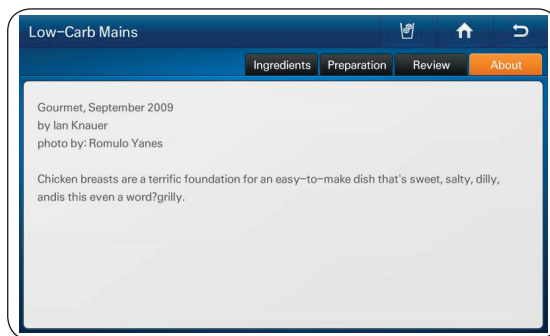 Low-Carb Mains
Ingredients Preparation Review About
Gourmet, September 2009
by Ian Knauer
photo by: Romulo Yanes
Chicken breasts are a terrific foundation for an easy-to-make dish that's sweet, salty, dilly,
andis this even a word?grilly.